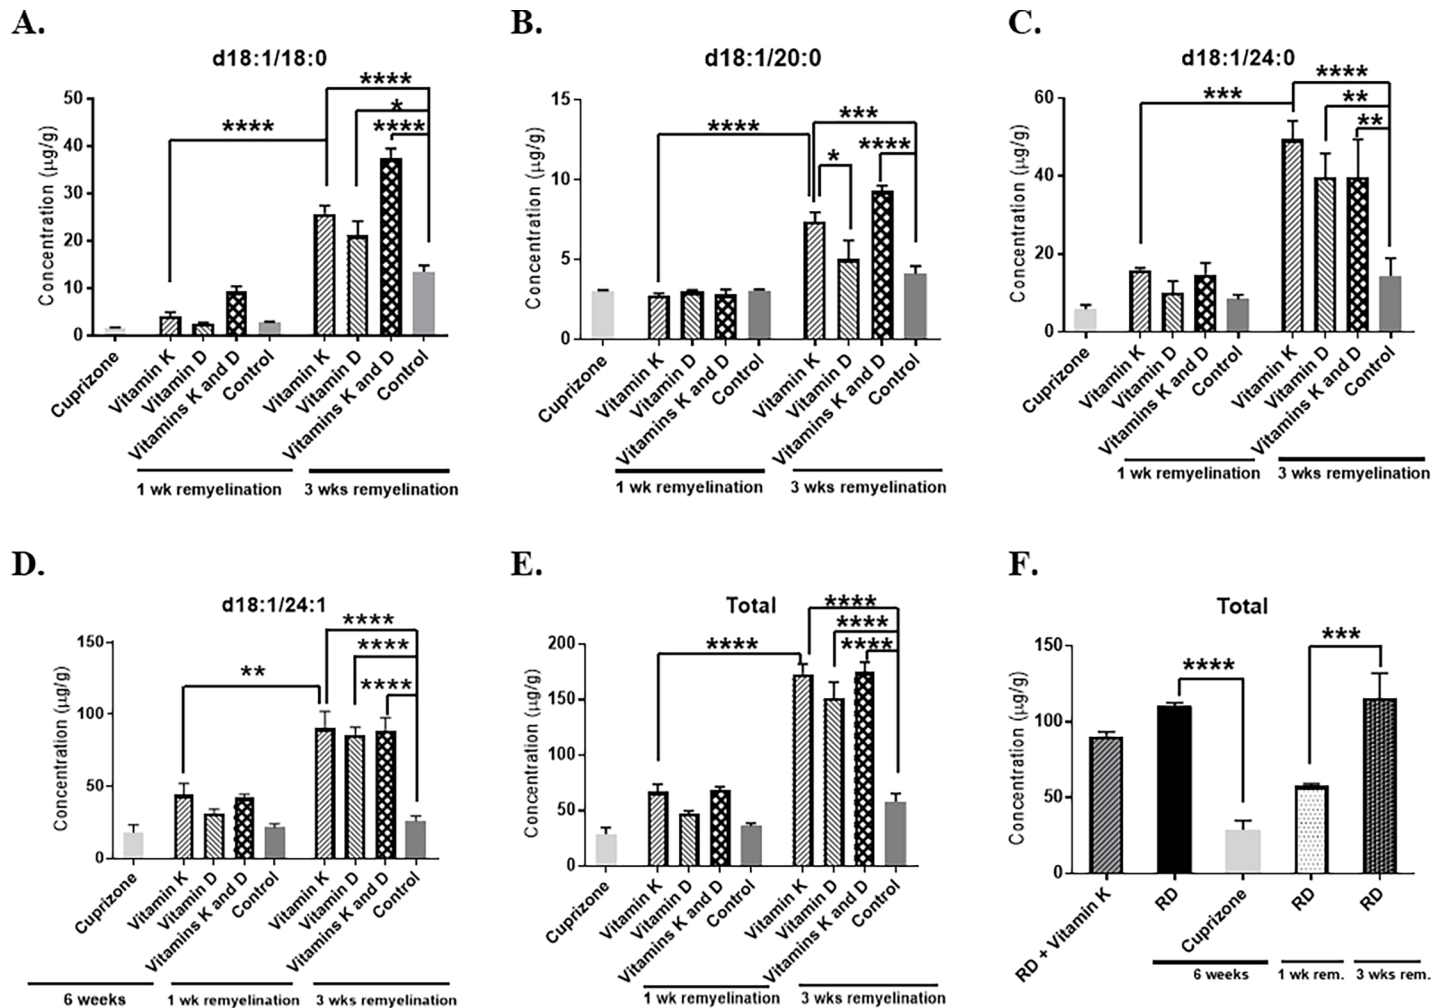 A.
d18:1/18:0
Concentration (µg/g)
50
40
30
20
10
0
****
****
*
****
Cuprizone
Vitamin K
Vitamin D
Vitamins K and D
Control
Vitamin K
Vitamin D
Vitamins K and D
Control
1 wk remyelination
3 wks remyelination
B.
d18:1/20:0
Concentration (µg/g)
15
10
5
0
****
***
*
****
Cuprizone
Vitamin K
Vitamin D
Vitamins K and D
Control
Vitamin K
Vitamin D
Vitamins K and D
Control
1 wk remyelination
3 wks remyelination
C.
d18:1/24:0
Concentration (µg/g)
60
40
20
0
***
****
**
**
Cuprizone
Vitamin K
Vitamin D
Vitamins K and D
Control
Vitamin K
Vitamin D
Vitamins K and D
Control
1 wk remyelination
3 wks remyelination
D.
d18:1/24:1
Concentration (µg/g)
150
100
50
0
**
****
****
****
Cuprizone
Vitamin K
Vitamin D
Vitamins K and D
Control
Vitamin K
Vitamin D
Vitamins K and D
Control
6 weeks
1 wk remyelination
3 wks remyelination
E.
Total
Concentration (µg/g)
200
150
200
50
0
****
****
****
****
Cuprizone
Vitamin K
Vitamin D
Vitamins K and D
Control
Vitamin K
Vitamin D
Vitamins K and D
Control
1 wk remyelination
3 wks remyelination
F.
Total
Concentration (µg/g)
150
100
50
0
****
***
RD + Vitamin K
RD
Cuprizone
RD
RD
6 weeks
1 wk rem.
3 wks rem.